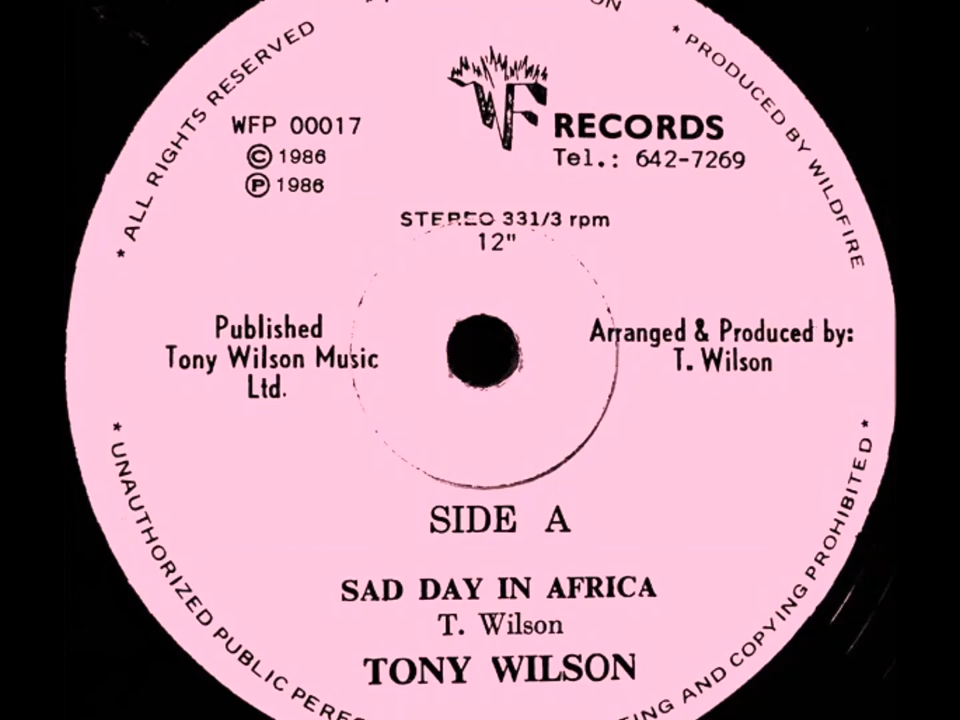 * ALL RIGHTS RESERVED
* PRODUCED BY WILDFIRE
WF RECORDS
Tel.: 642-7269
WFP 00017
© 1986
Ⓟ 1986
STEREO 331/3 rpm
12"
Published
Tony Wilson Music
Ltd.
Arranged & Produced by:
T. Wilson
SIDE A
SAD DAY IN AFRICA
T. Wilson
TONY WILSON
* UNAUTHORIZED PUBLIC
AND COPYING PROHIBITED *